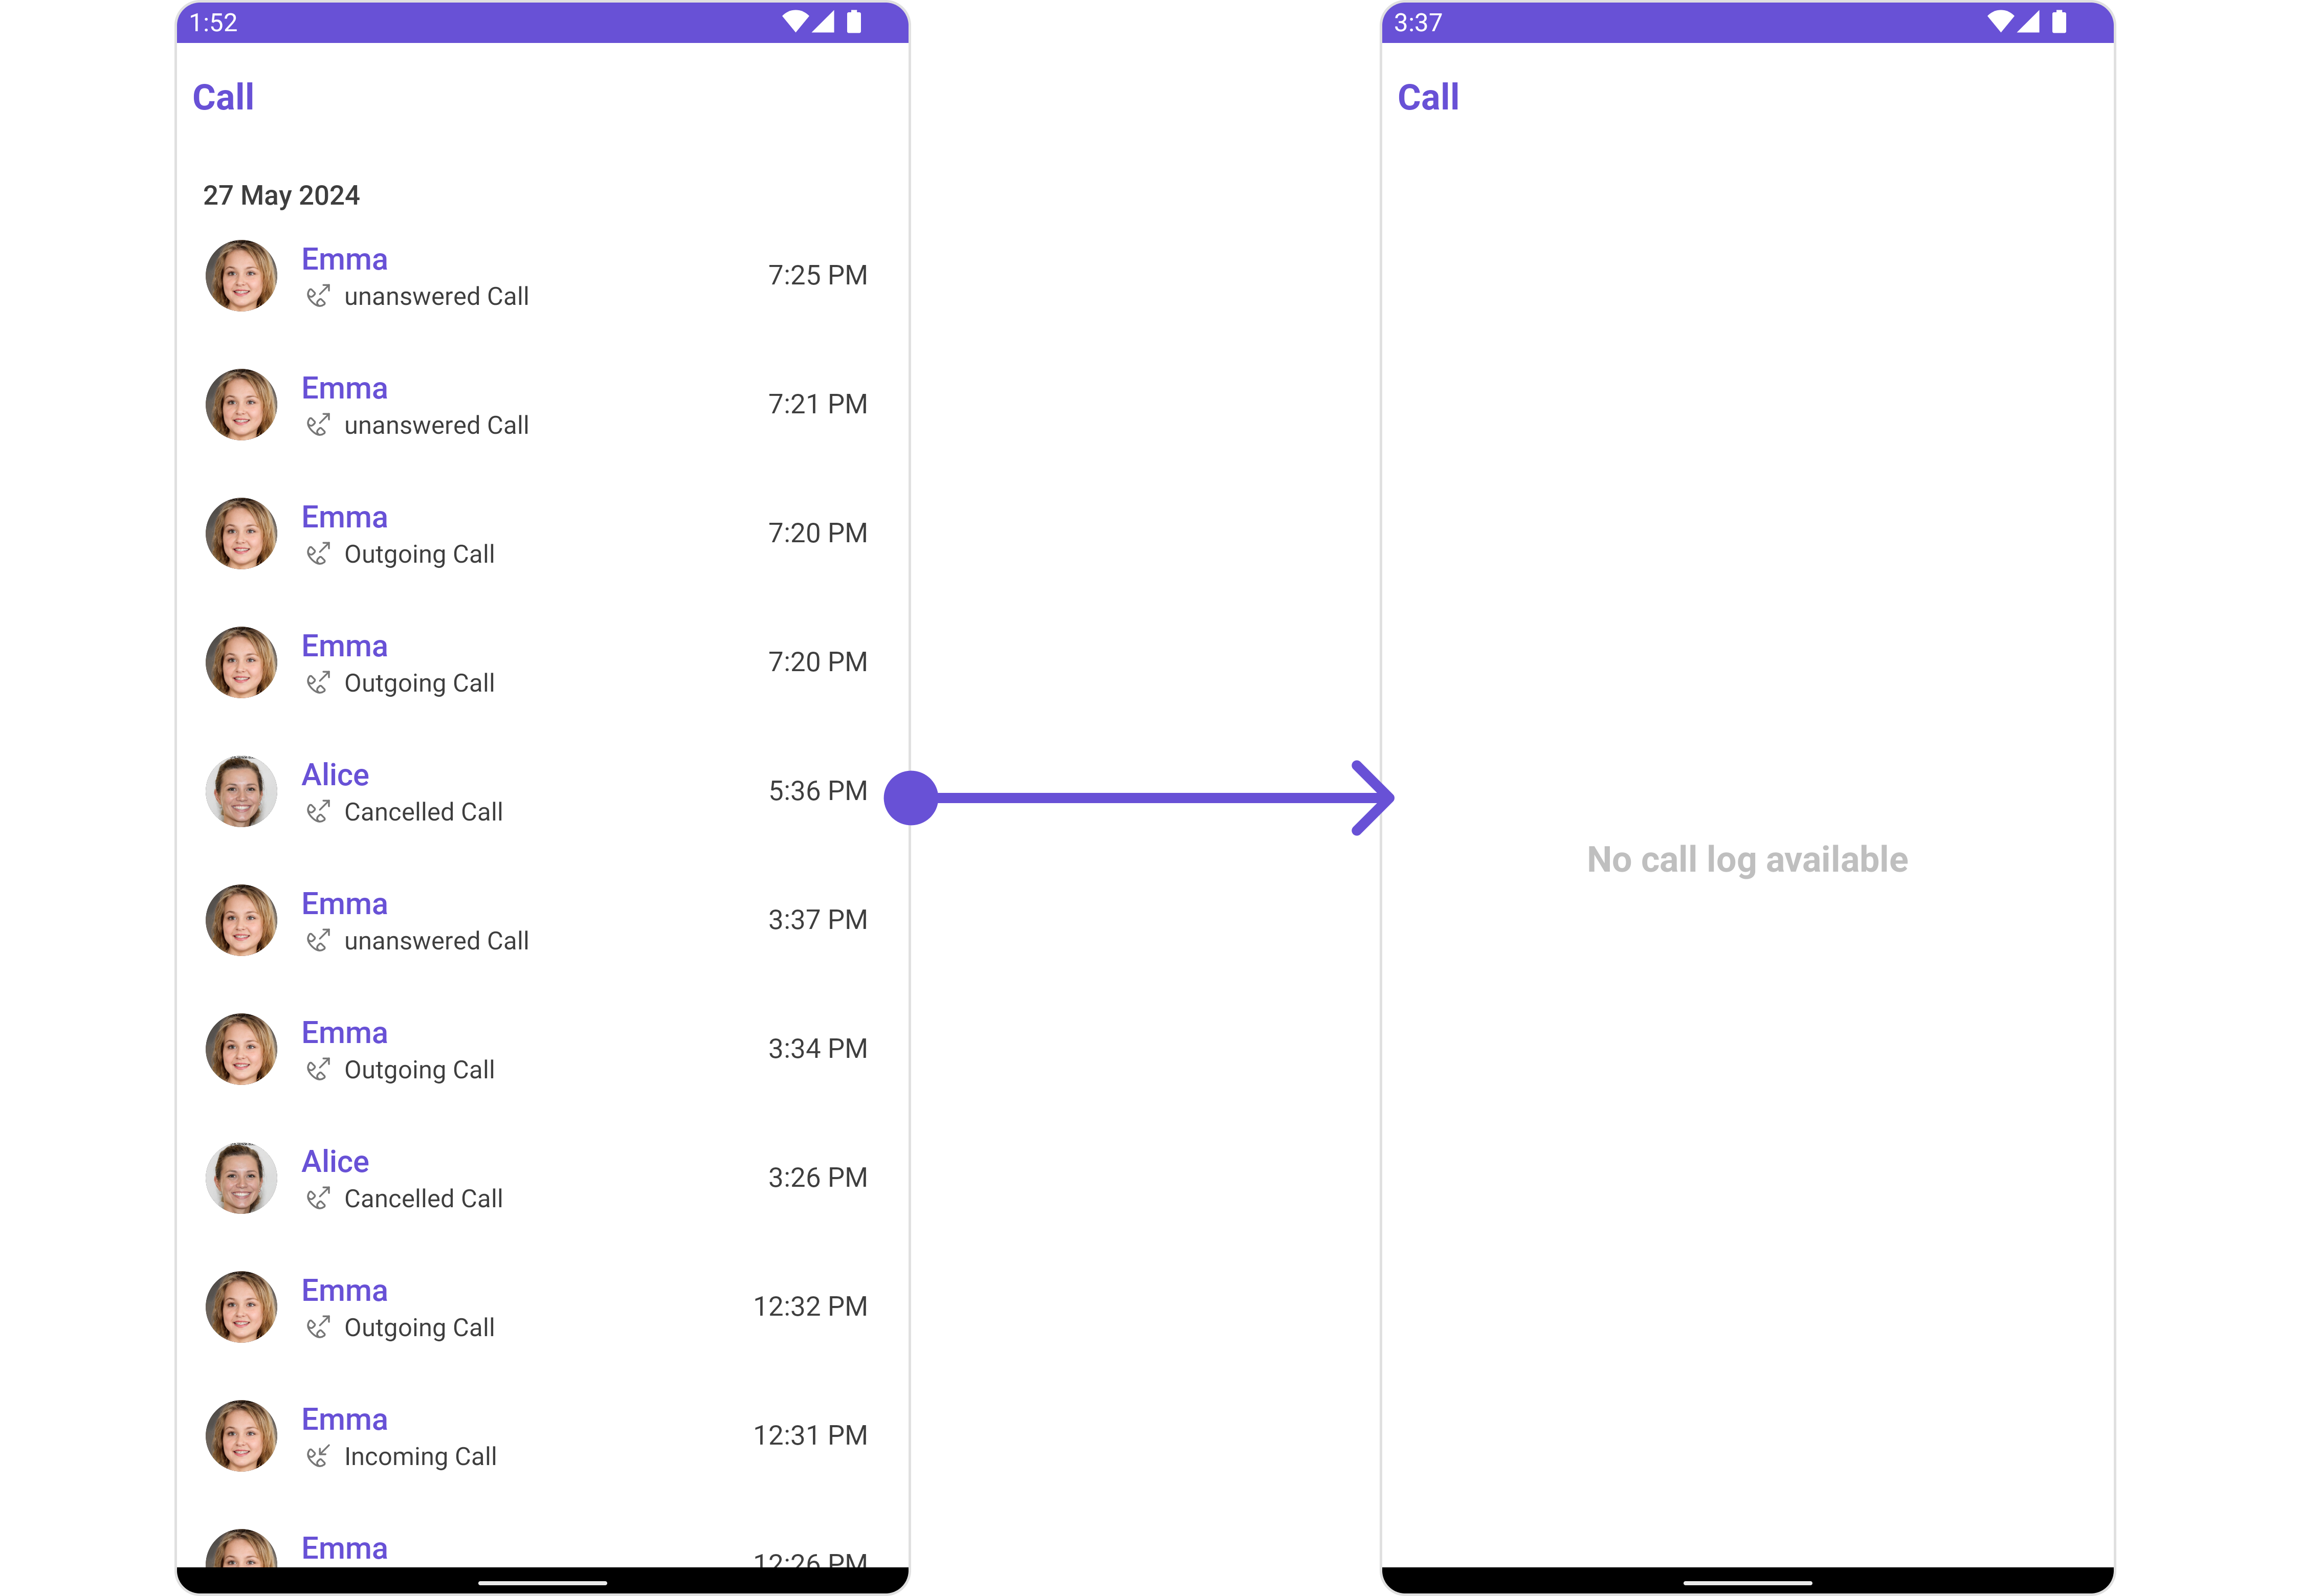 1:52
Call
27 May 2024
Emma
unanswered Call
7:25 PM
Emma
unanswered Call
7:21 PM
Emma
Outgoing Call
7:20 PM
Emma
Outgoing Call
7:20 PM
Alice
Cancelled Call
5:36 PM
Emma
unanswered Call
3:37 PM
Emma
Outgoing Call
3:34 PM
Alice
Cancelled Call
3:26 PM
Emma
Outgoing Call
12:32 PM
Emma
Incoming Call
12:31 PM
Emma
12:26 PM
3:37
Call
No call log available